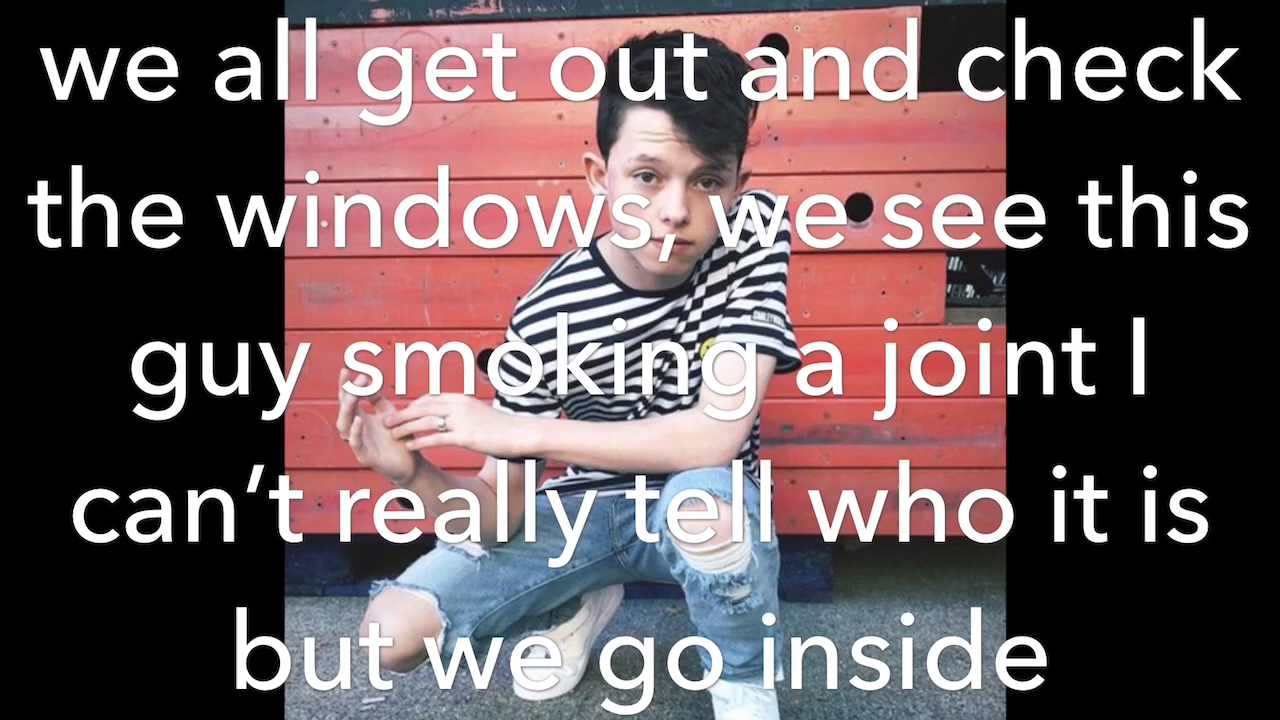 we all get out and check
the windows, we see this
guy smoking a joint I
can’t really tell who it is
but we go inside